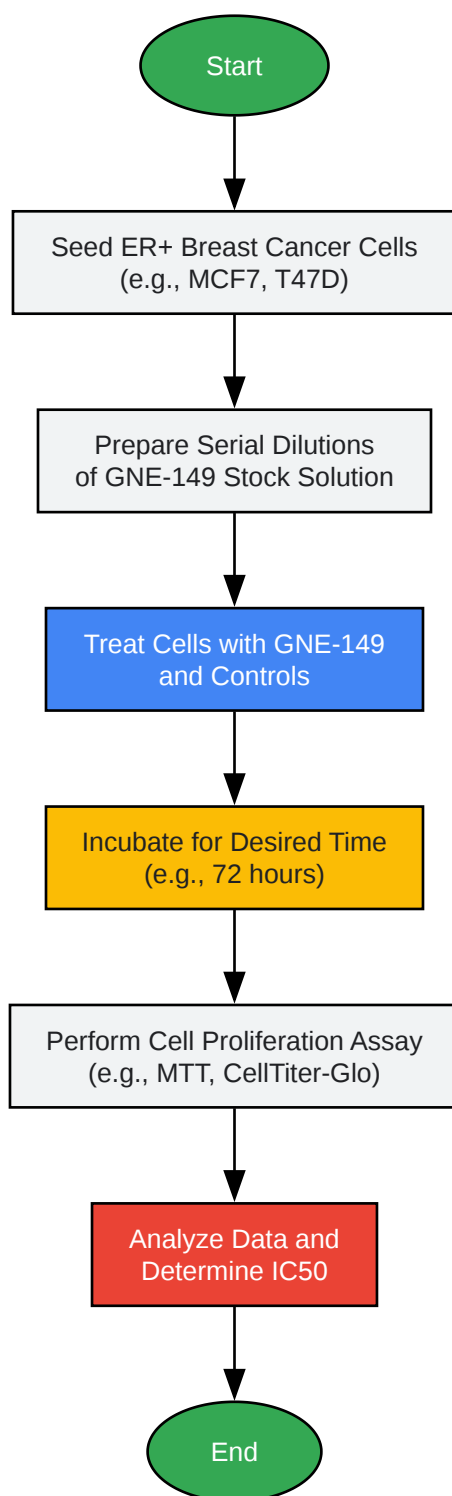 Start
Seed ER+ Breast Cancer Cells
(e.g., MCF7, T47D)
Prepare Serial Dilutions
of GNE-149 Stock Solution
Treat Cells with GNE-149
and Controls
Incubate for Desired Time
(e.g., 72 hours)
Perform Cell Proliferation Assay
(e.g., MTT, CellTiter-Glo)
Analyze Data and
Determine IC50
End